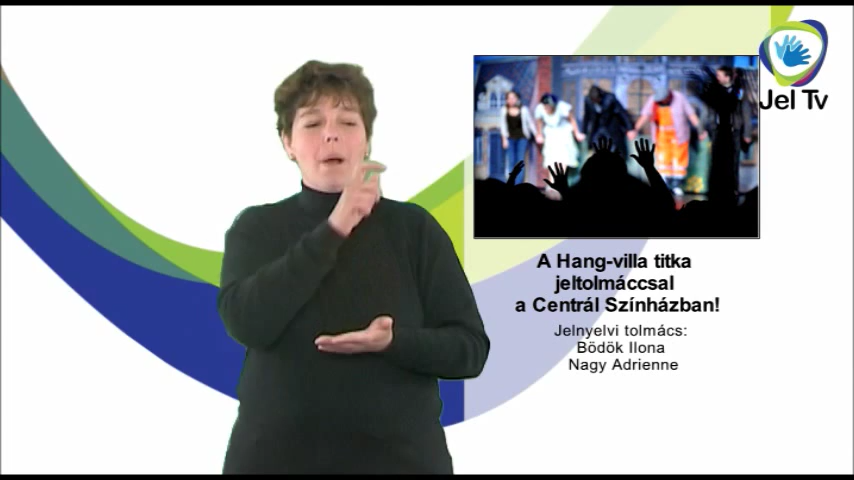 Jel Tv
A Hang-villa titka
jeltolmáccsal
a Centrál Színházban!
Jelnyelvi tolmács:
Bödök Ilona
Nagy Adrienne